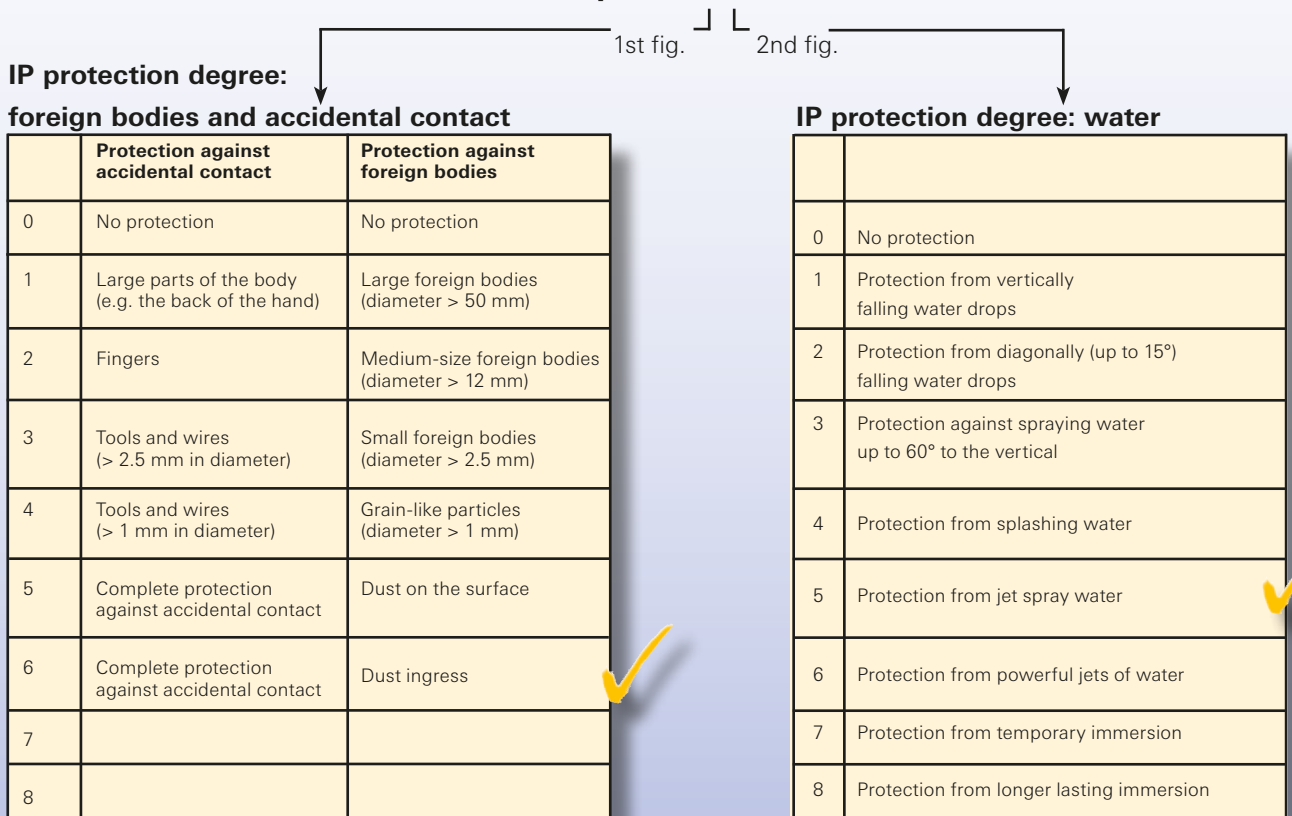 1st fig.
2nd fig.
IP protection degree:
foreign bodies and accidental contact
Protection against
accidental contact
Protection against
foreign bodies
0
No protection
No protection
1
Large parts of the body
(e.g. the back of the hand)
Large foreign bodies
(diameter > 50 mm)
2
Fingers
Medium-size foreign bodies
(diameter > 12 mm)
3
Tools and wires
(> 2.5 mm in diameter)
Small foreign bodies
(diameter > 2.5 mm)
4
Tools and wires
(> 1 mm in diameter)
Grain-like particles
(diameter > 1 mm)
5
Complete protection
against accidental contact
Dust on the surface
6
Complete protection
against accidental contact
Dust ingress
7
8
IP protection degree: water
0
No protection
1
Protection from vertically
falling water drops
2
Protection from diagonally (up to 15°)
falling water drops
3
Protection against spraying water
up to 60° to the vertical
4
Protection from splashing water
5
Protection from jet spray water
6
Protection from powerful jets of water
7
Protection from temporary immersion
8
Protection from longer lasting immersion